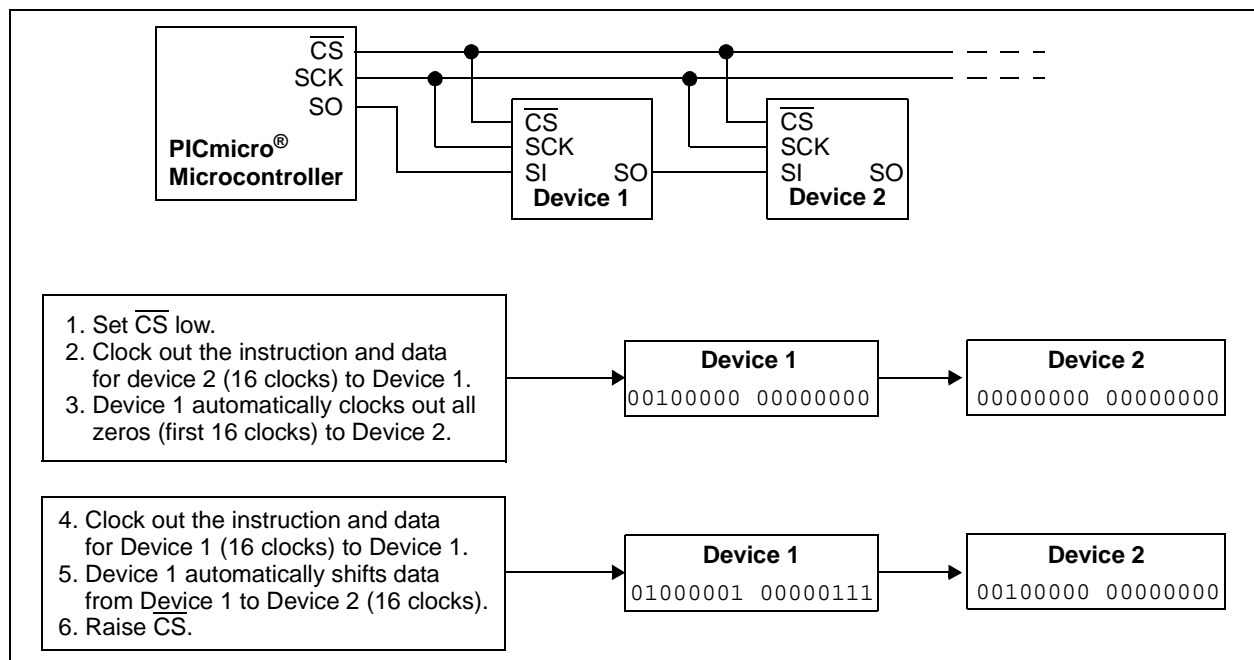 CS
SCK
SO
PICmicro®
Microcontroller
CS
SCK
SI SO
Device 1
CS
SCK
SI SO
Device 2
1. Set CS low.
2. Clock out the instruction and data
for device 2 (16 clocks) to Device 1.
3. Device 1 automatically clocks out all
zeros (first 16 clocks) to Device 2.
Device 1
00100000 00000000
Device 2
00000000 00000000
4. Clock out the instruction and data
for Device 1 (16 clocks) to Device 1.
5. Device 1 automatically shifts data
from Device 1 to Device 2 (16 clocks).
6. Raise CS.
Device 1
01000001 00000111
Device 2
00100000 00000000